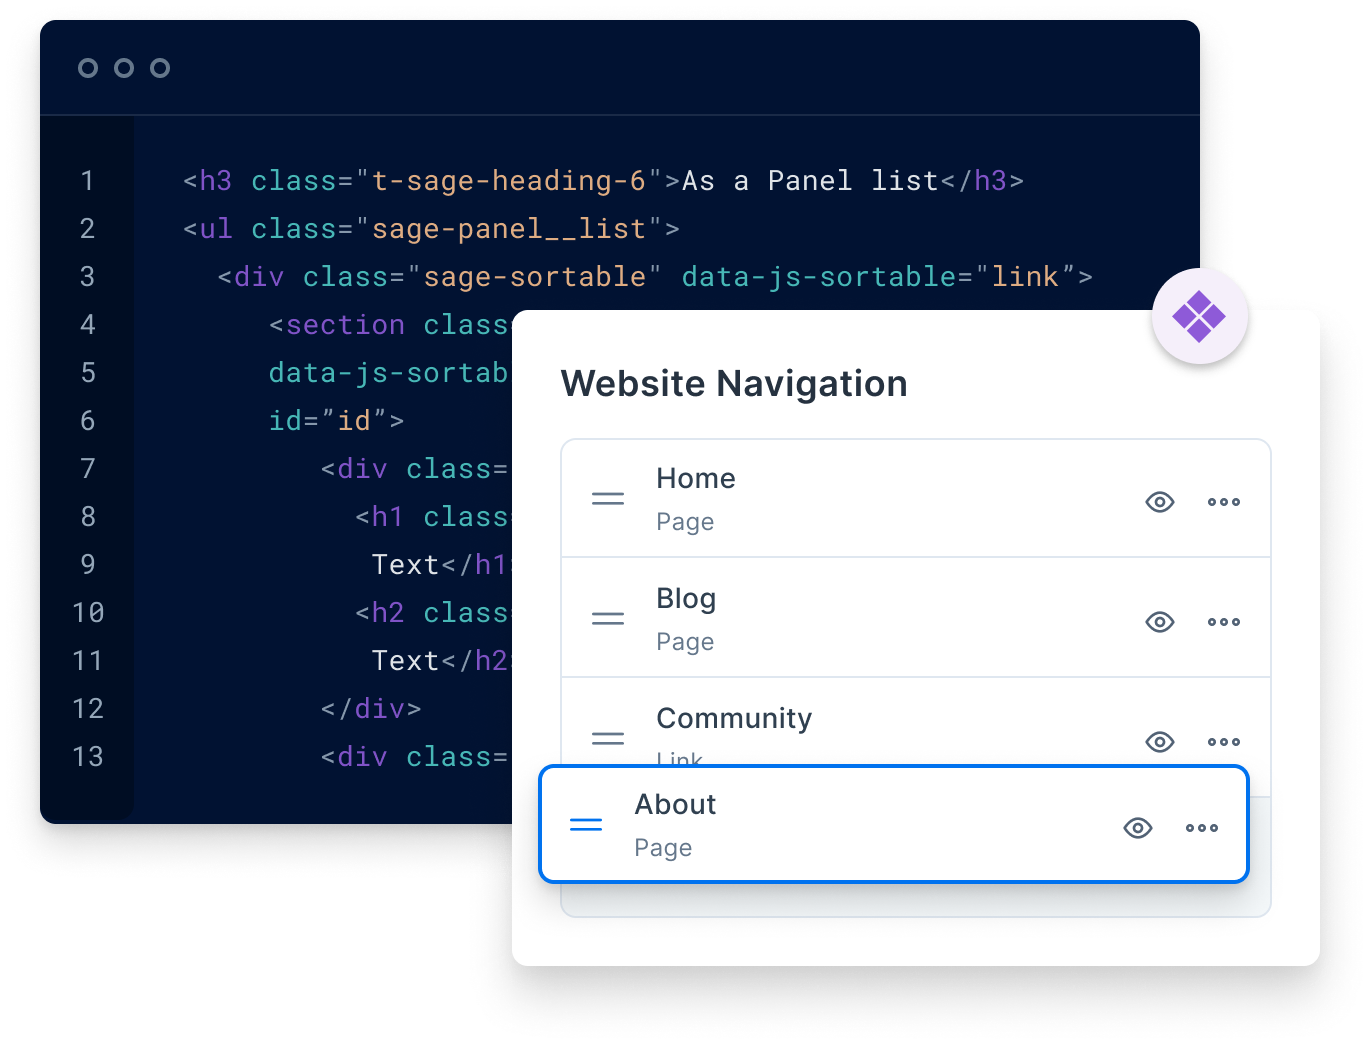 1 <h3 class="t-sage-heading-6">As a Panel list</h3>
2 <ul class="sage-panel__list">
3 <div class="sage-sortable" data-js-sortable="link”>
4 <section class
5 data-js-sortab
6 id=”id”>
7 <div class=
8 <h1 class
9 Text</h1
10 <h2 class
11 Text</h2
12 </div>
13 <div class=
Website Navigation
Home
Page
Blog
Page
Community
Link
About
Page